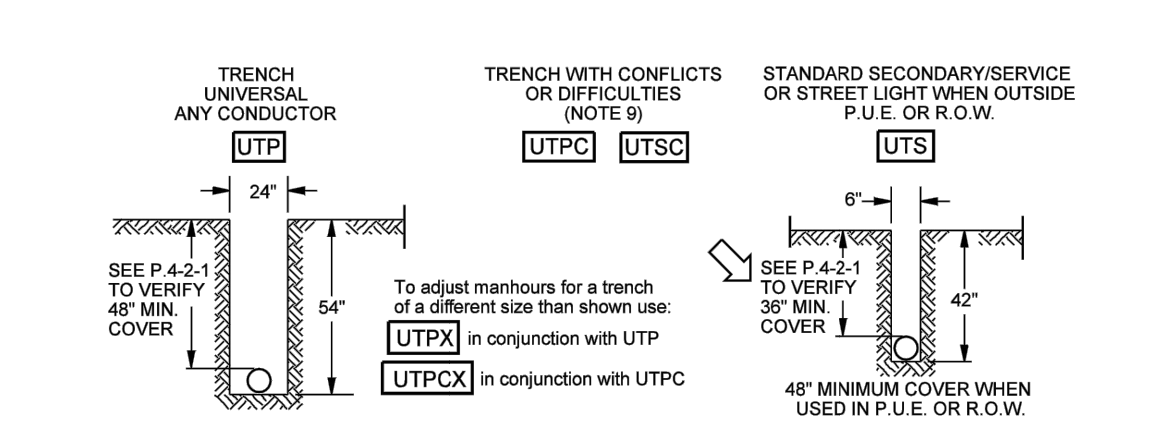 TRENCH
UNIVERSAL
ANY CONDUCTOR
UTP
24"
SEE P.4-2-1
TO VERIFY
48" MIN.
COVER
54"
TRENCH WITH CONFLICTS
OR DIFFICULTIES
(NOTE 9)
UTPC UTSC
To adjust manhours for a trench
of a different size than shown use:
UTPX in conjunction with UTP
UTPCX in conjunction with UTPC
STANDARD SECONDARY/SERVICE
OR STREET LIGHT WHEN OUTSIDE
P.U.E. OR R.O.W.
UTS
6"
SEE P.4-2-1
TO VERIFY
36" MIN.
COVER
42"
48" MINIMUM COVER WHEN
USED IN P.U.E. OR R.O.W.